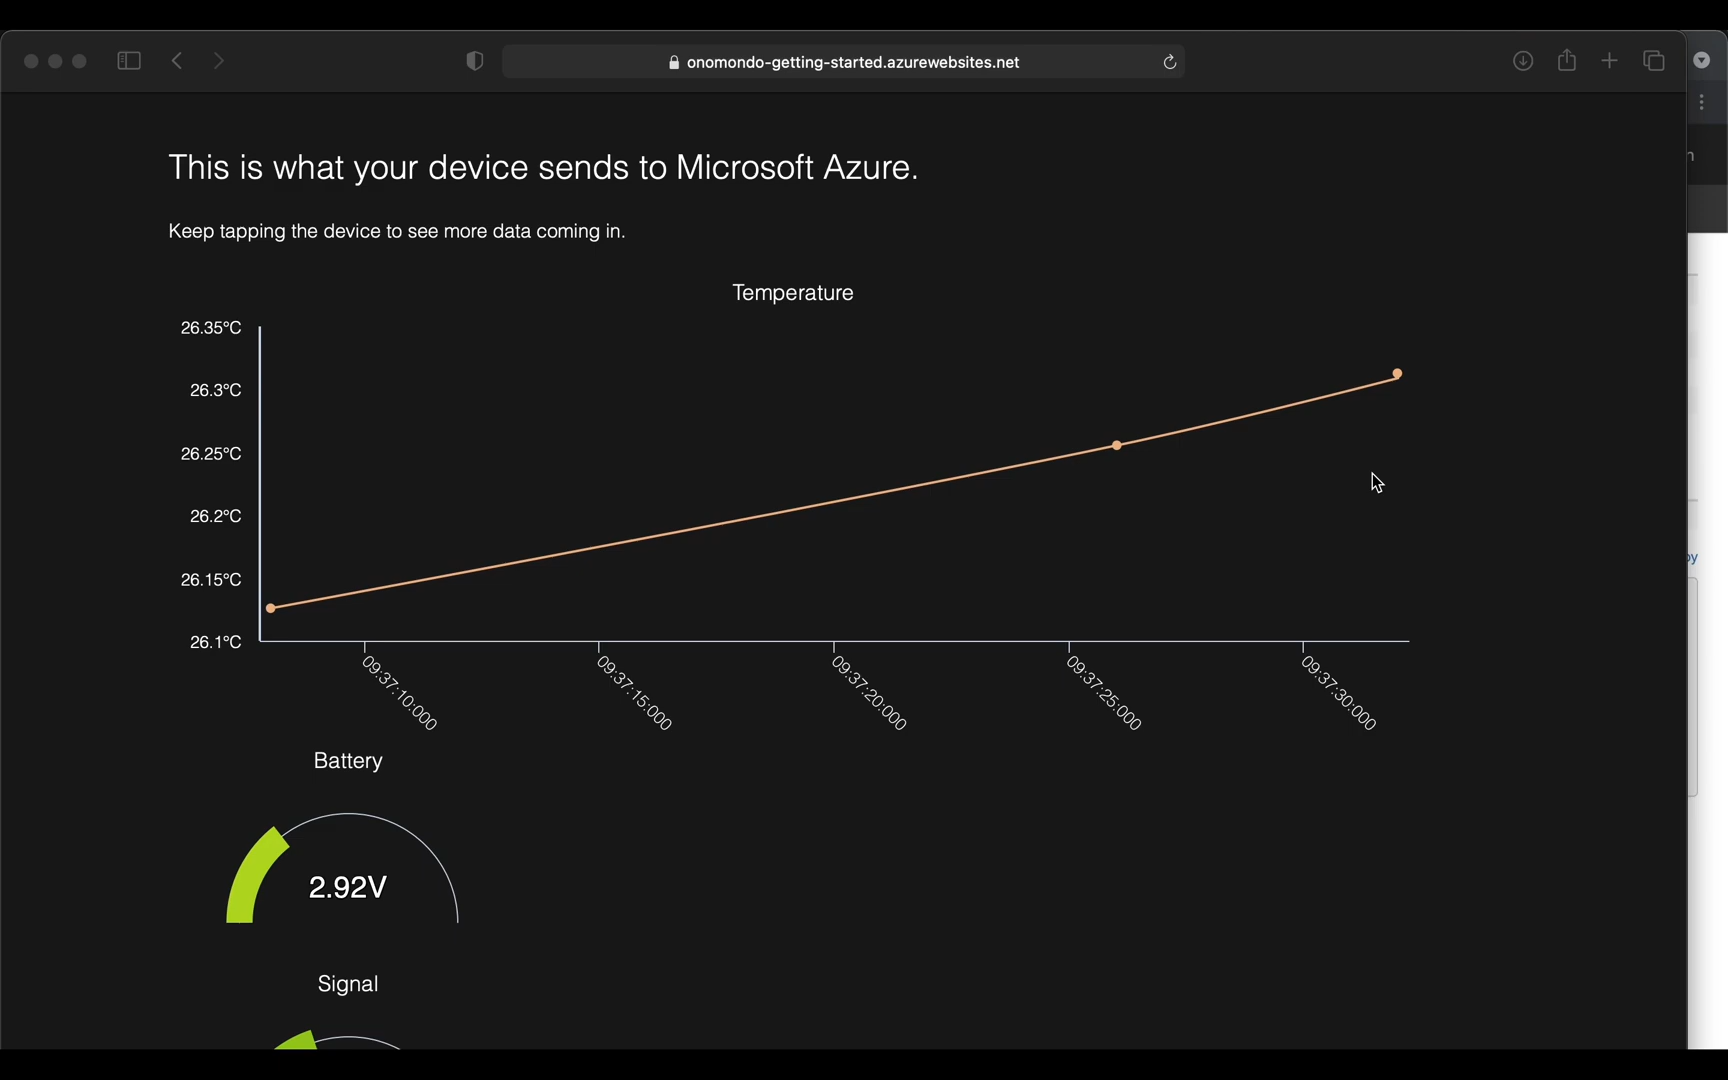 onomondo-getting-started.azurewebsites.net
This is what your device sends to Microsoft Azure.
Keep tapping the device to see more data coming in.
Temperature
26.35°C
26.3°C
26.25°C
26.2°C
26.15°C
26.1°C
09:37:10:000
09:37:15:000
09:37:20:000
09:37:25:000
09:37:30:000
Battery
2.92V
Signal